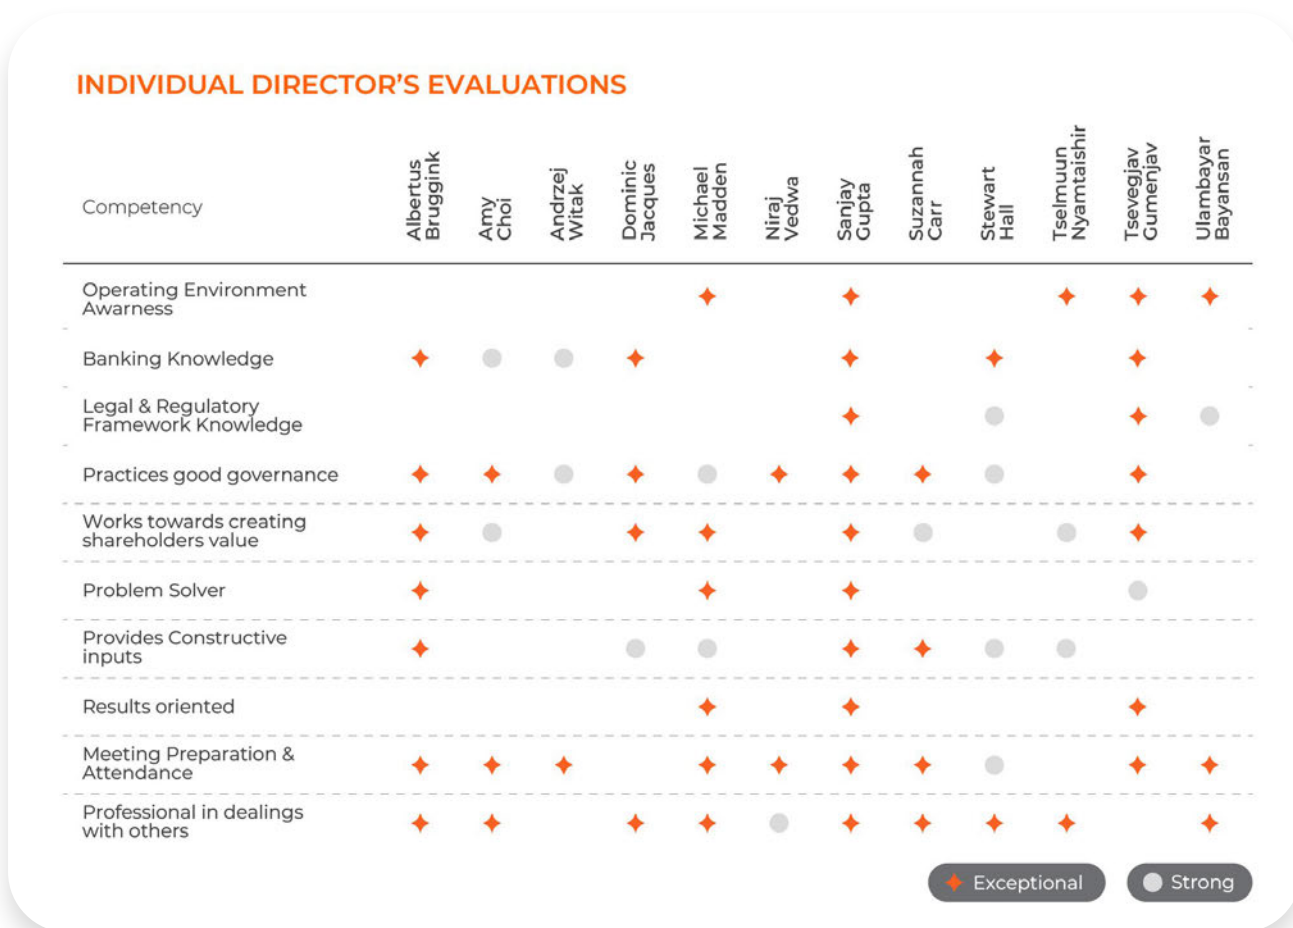 INDIVIDUAL DIRECTOR'S EVALUATIONS
Competency
Albertus
Bruggink
Amy
Choi
Andrzej
Witak
Dominic
Jacques
Michael
Madden
Niraj
Vedwa
Sanjay
Gupta
Suzannah
Carr
Stewart
Hall
Tselmuun
Nyamtaishir
Tsevegjav
Gumenjav
Ulambayar
Bayansan
Operating Environment
Awarness
Banking Knowledge
Legal & Regulatory
Framework Knowledge
Practices good governance
Works towards creating
shareholders value
Problem Solver
Provides Constructive
inputs
Results oriented
Meeting Preparation &
Attendance
Professional in dealings
with others
Exceptional
Strong